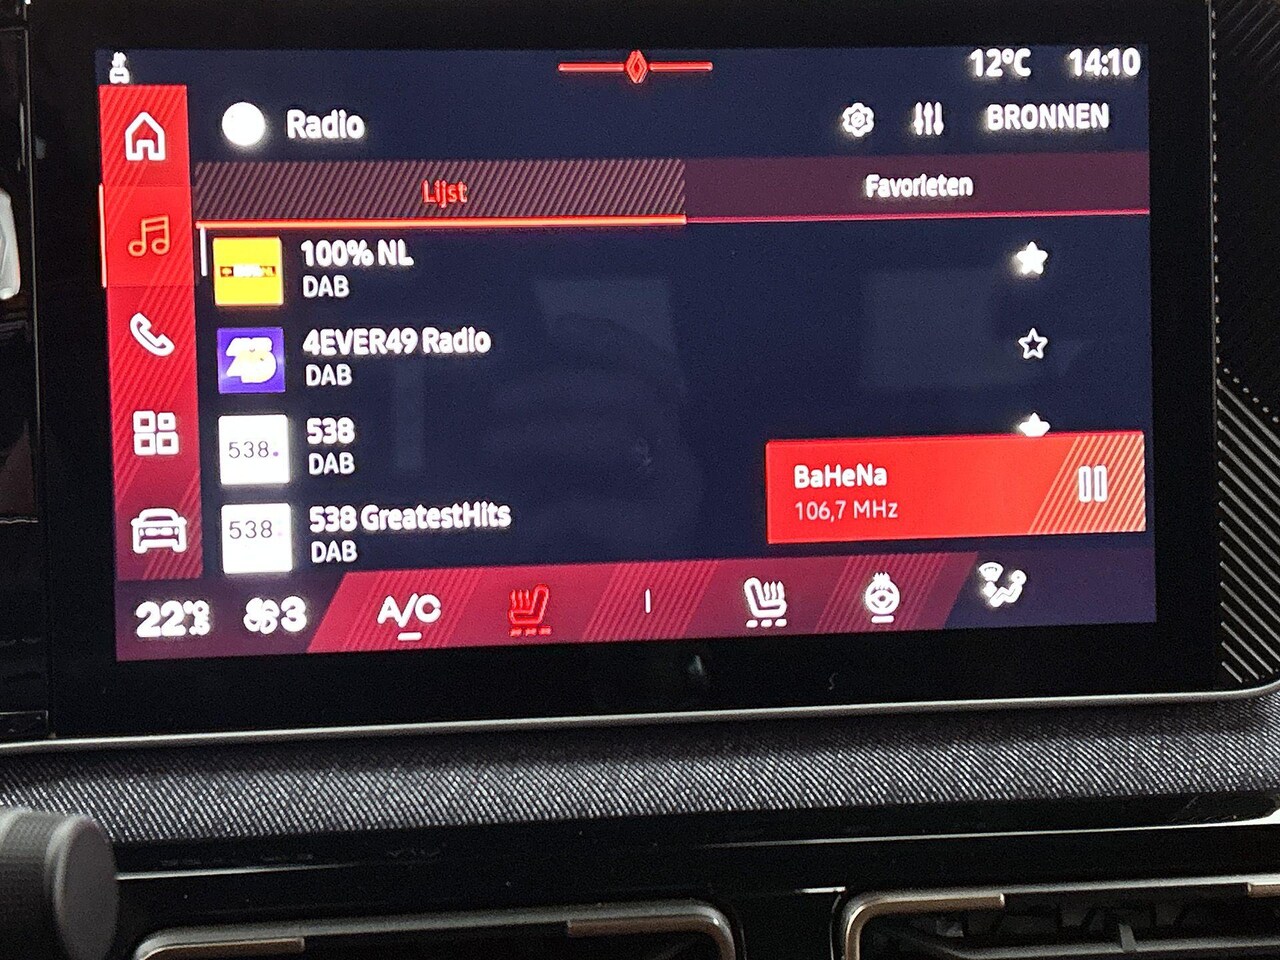 12°C 14:10
Radio BRONNEN
Lijst Favorieten
100% NL
DAB
4EVER49 Radio
DAB
538
538
DAB
BaHeNa
106,7 MHz
538
538 GreatestHits
DAB
22°5 3 A/C